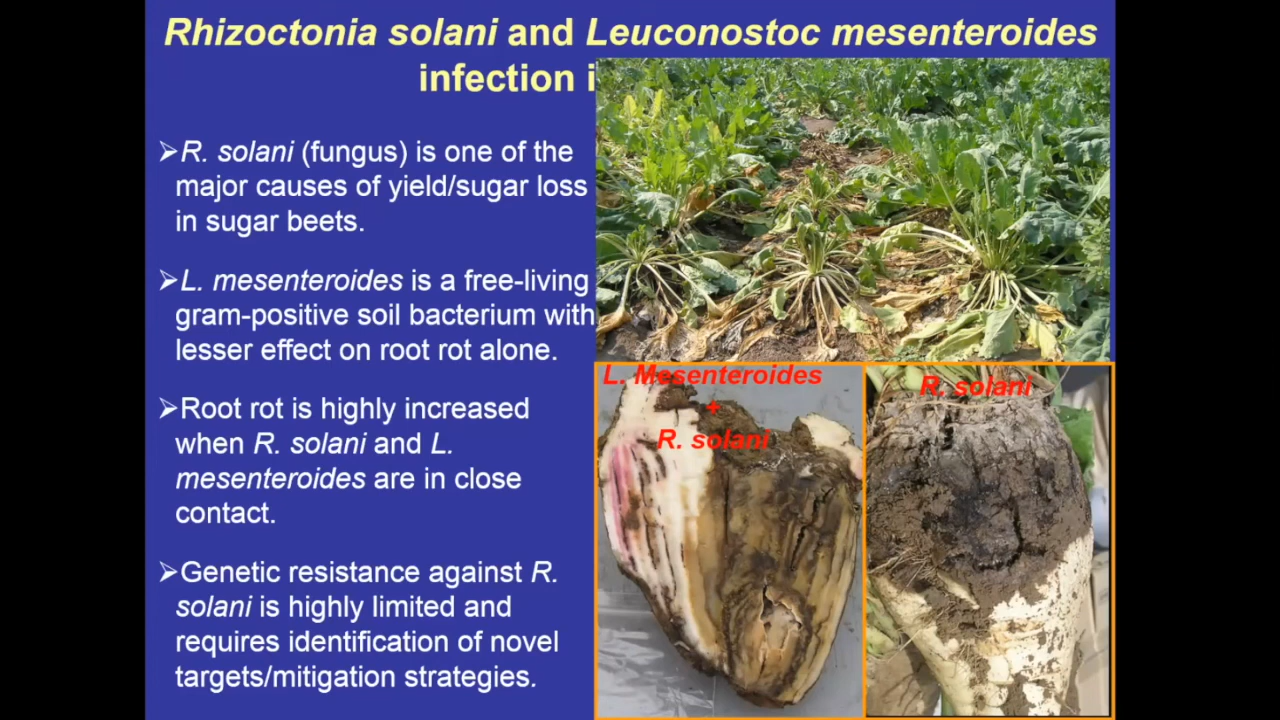 Rhizoctonia solani and Leuconostoc mesenteroides
infection i
➢R. solani (fungus) is one of the
major causes of yield/sugar loss
in sugar beets.
➢L. mesenteroides is a free-living
gram-positive soil bacterium with
lesser effect on root rot alone.
➢Root rot is highly increased
when R. solani and L.
mesenteroides are in close
contact.
➢Genetic resistance against R.
solani is highly limited and
requires identification of novel
targets/mitigation strategies.
L. Mesenteroides
+
R. solani
R. solani